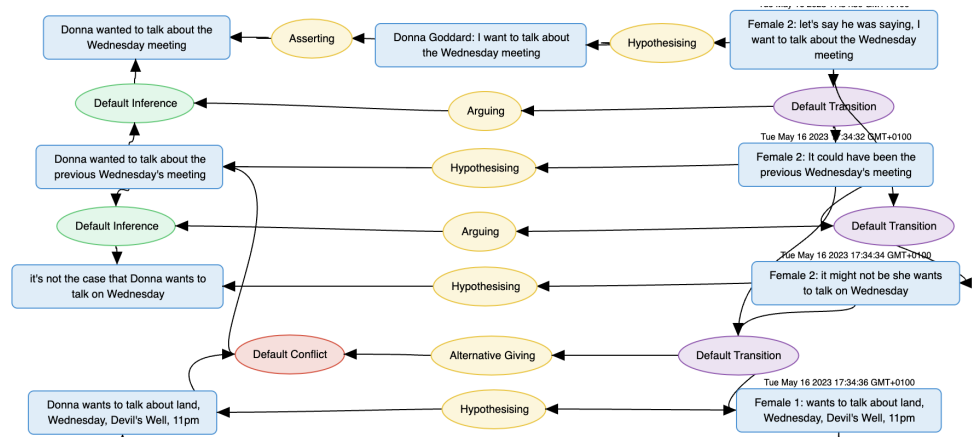 Donna wanted to talk about the
Wednesday meeting
Asserting
Donna Goddard: I want to talk about
the Wednesday meeting
Hypothesising
Female 2: let's say he was saying, I
want to talk about the Wednesday
meeting
Default Inference
Arguing
Default Transition
Tue May 16 2023 17:34:32 GMT+0100
Donna wanted to talk about the
previous Wednesday's meeting
Hypothesising
Female 2: It could have been the
previous Wednesday's meeting
Default Inference
Arguing
Default Transition
Tue May 16 2023 17:34:34 GMT+0100
it's not the case that Donna wants to
talk on Wednesday
Hypothesising
Female 2: it might not be she wants
to talk on Wednesday
Default Conflict
Alternative Giving
Default Transition
Tue May 16 2023 17:34:36 GMT+0100
Donna wants to talk about land,
Wednesday, Devil's Well, 11pm
Hypothesising
Female 1: wants to talk about land,
Wednesday, Devil's Well, 11pm